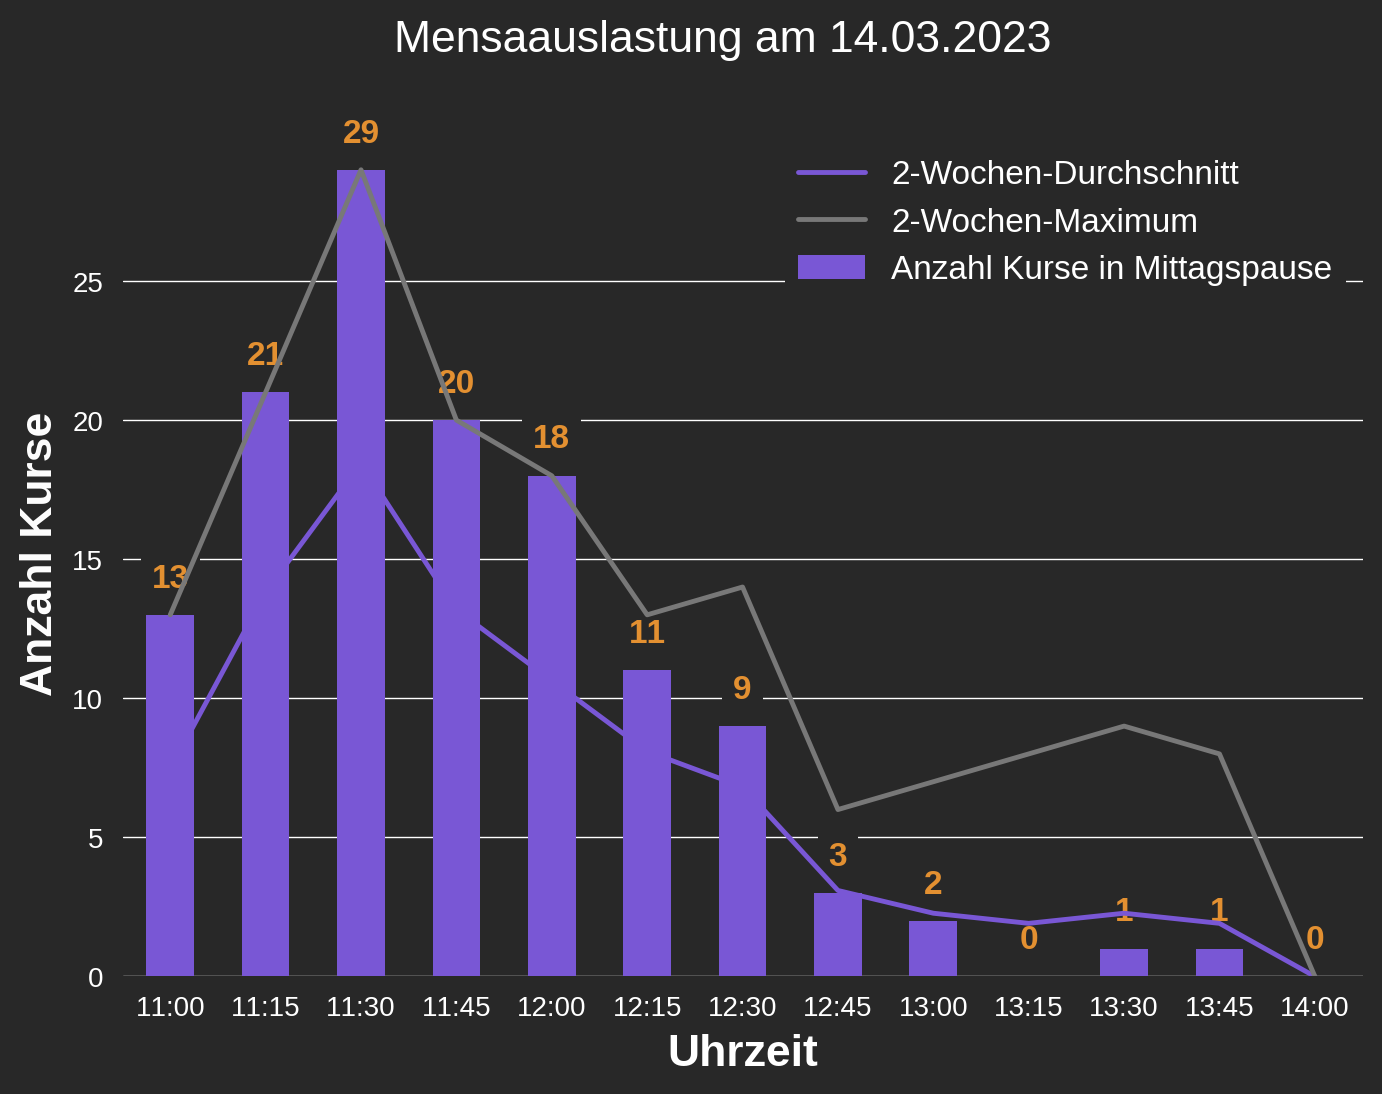 Mensaauslastung am 14.03.2023
2-Wochen-Durchschnitt
2-Wochen-Maximum
Anzahl Kurse in Mittagspause
Anzahl Kurse
25
20
15
10
5
0
13
21
29
20
18
11
9
3
2
0
1
1
0
11:00 11:15 11:30 11:45 12:00 12:15 12:30 12:45 13:00 13:15 13:30 13:45 14:00
Uhrzeit